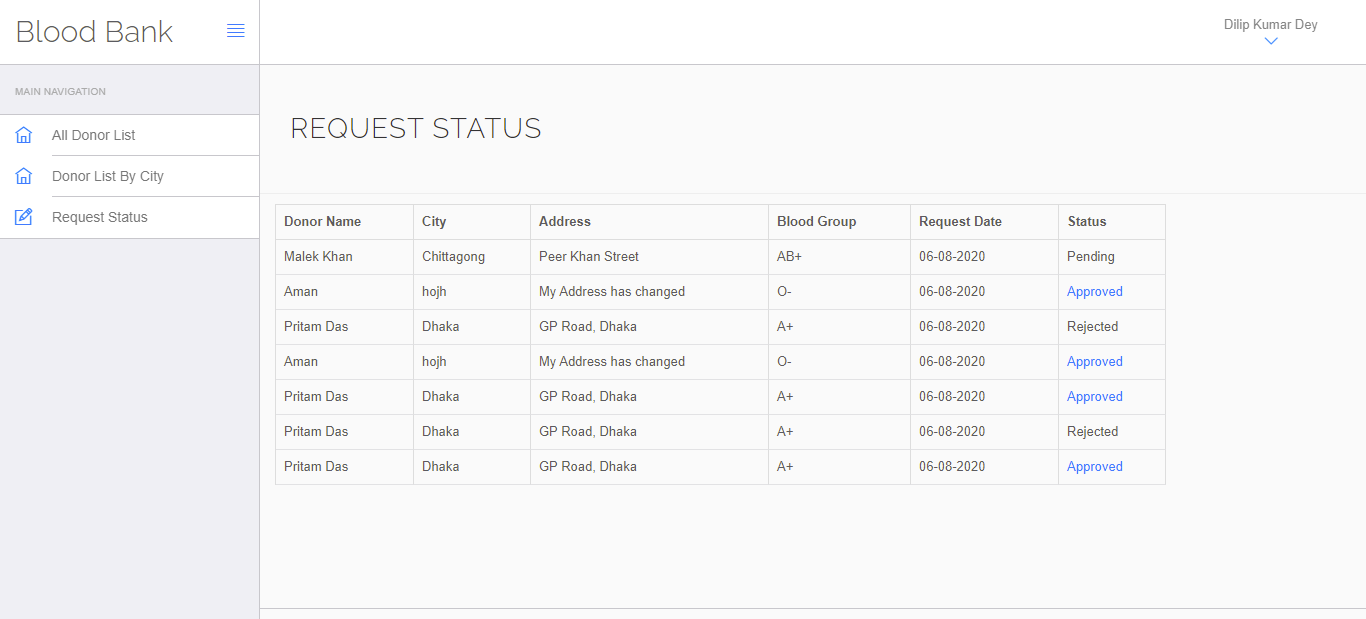 Blood Bank
Dilip Kumar Dey
MAIN NAVIGATION
All Donor List
Donor List By City
Request Status
REQUEST STATUS
Donor Name City Address Blood Group Request Date Status
Malek Khan Chittagong Peer Khan Street AB+ 06-08-2020 Pending
Aman hojh My Address has changed O- 06-08-2020 Approved
Pritam Das Dhaka GP Road, Dhaka A+ 06-08-2020 Rejected
Aman hojh My Address has changed O- 06-08-2020 Approved
Pritam Das Dhaka GP Road, Dhaka A+ 06-08-2020 Approved
Pritam Das Dhaka GP Road, Dhaka A+ 06-08-2020 Rejected
Pritam Das Dhaka GP Road, Dhaka A+ 06-08-2020 Approved